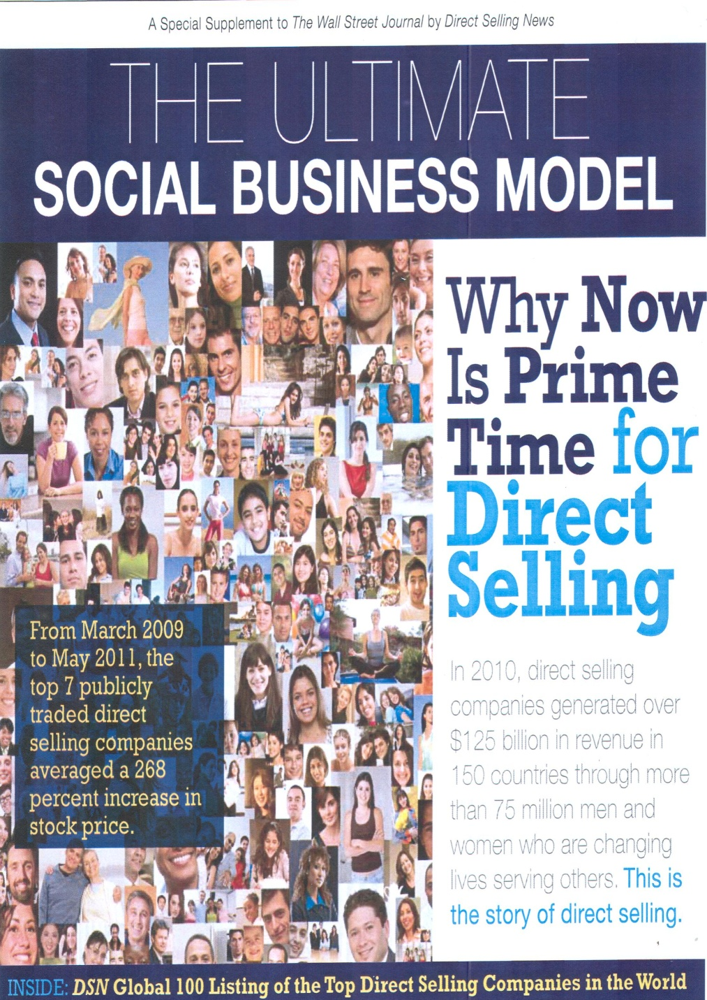 A Special Supplement to The Wall Street Journal by Direct Selling News
THE ULTIMATE
SOCIAL BUSINESS MODEL
Why Now
Is Prime
Time for
Direct
Selling
From March 2009
to May 2011, the
top 7 publicly
traded direct
selling companies
averaged a 268
percent increase in
stock price.
In 2010, direct selling
companies generated over
$125 billion in revenue in
150 countries through more
than 75 million men and
women who are changing
lives serving others. This is
the story of direct selling.
INSIDE: DSN Global 100 Listing of the Top Direct Selling Companies in the World